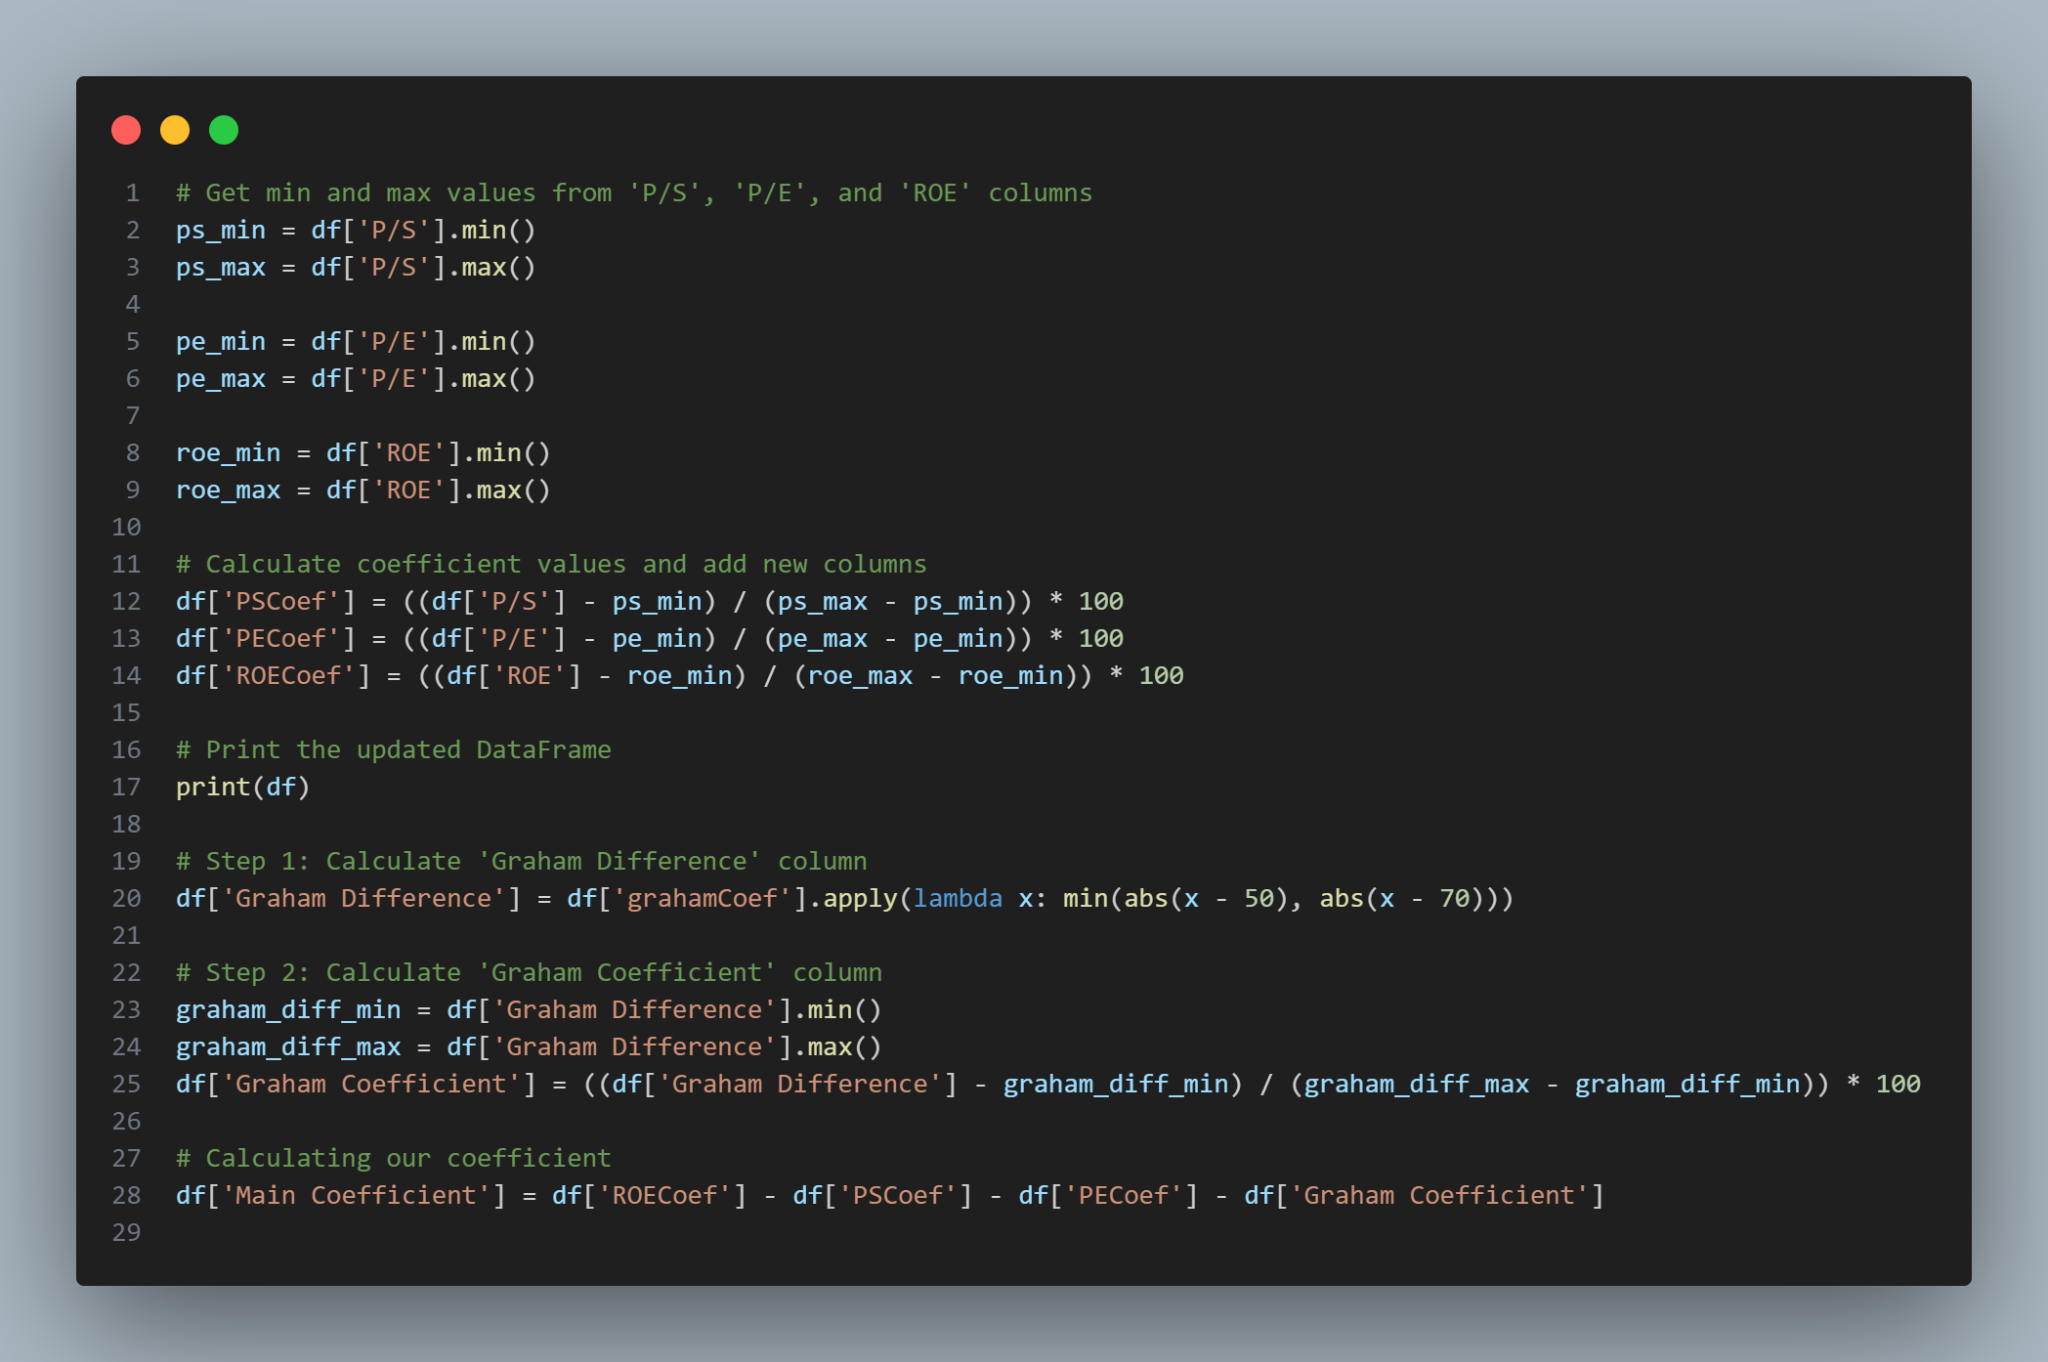 1 # Get min and max values from 'P/S', 'P/E', and 'ROE' columns
2 ps_min = df['P/S'].min()
3 ps_max = df['P/S'].max()
4
5 pe_min = df['P/E'].min()
6 pe_max = df['P/E'].max()
7
8 roe_min = df['ROE'].min()
9 roe_max = df['ROE'].max()
10
11 # Calculate coefficient values and add new columns
12 df['PSCoef'] = ((df['P/S'] - ps_min) / (ps_max - ps_min)) * 100
13 df['PECoef'] = ((df['P/E'] - pe_min) / (pe_max - pe_min)) * 100
14 df['ROECoef'] = ((df['ROE'] - roe_min) / (roe_max - roe_min)) * 100
15
16 # Print the updated DataFrame
17 print(df)
18
19 # Step 1: Calculate 'Graham Difference' column
20 df['Graham Difference'] = df['grahamCoef'].apply(lambda x: min(abs(x - 50), abs(x - 70)))
21
22 # Step 2: Calculate 'Graham Coefficient' column
23 graham_diff_min = df['Graham Difference'].min()
24 graham_diff_max = df['Graham Difference'].max()
25 df['Graham Coefficient'] = ((df['Graham Difference'] - graham_diff_min) / (graham_diff_max - graham_diff_min)) * 100
26
27 # Calculating our coefficient
28 df['Main Coefficient'] = df['ROECoef'] - df['PSCoef'] - df['PECoef'] - df['Graham Coefficient']
29